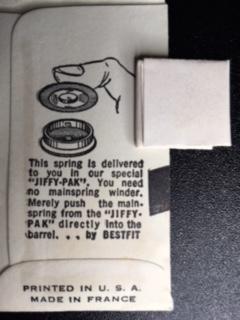 This spring is delivered
to you in our special
"JIFFY-PAK". You need
no mainspring winder.
Merely push the main-
spring from the "JIFFY-
PAK" directly into the
barrel. . . by BESTFIT
PRINTED IN U. S. A.
MADE IN FRANCE